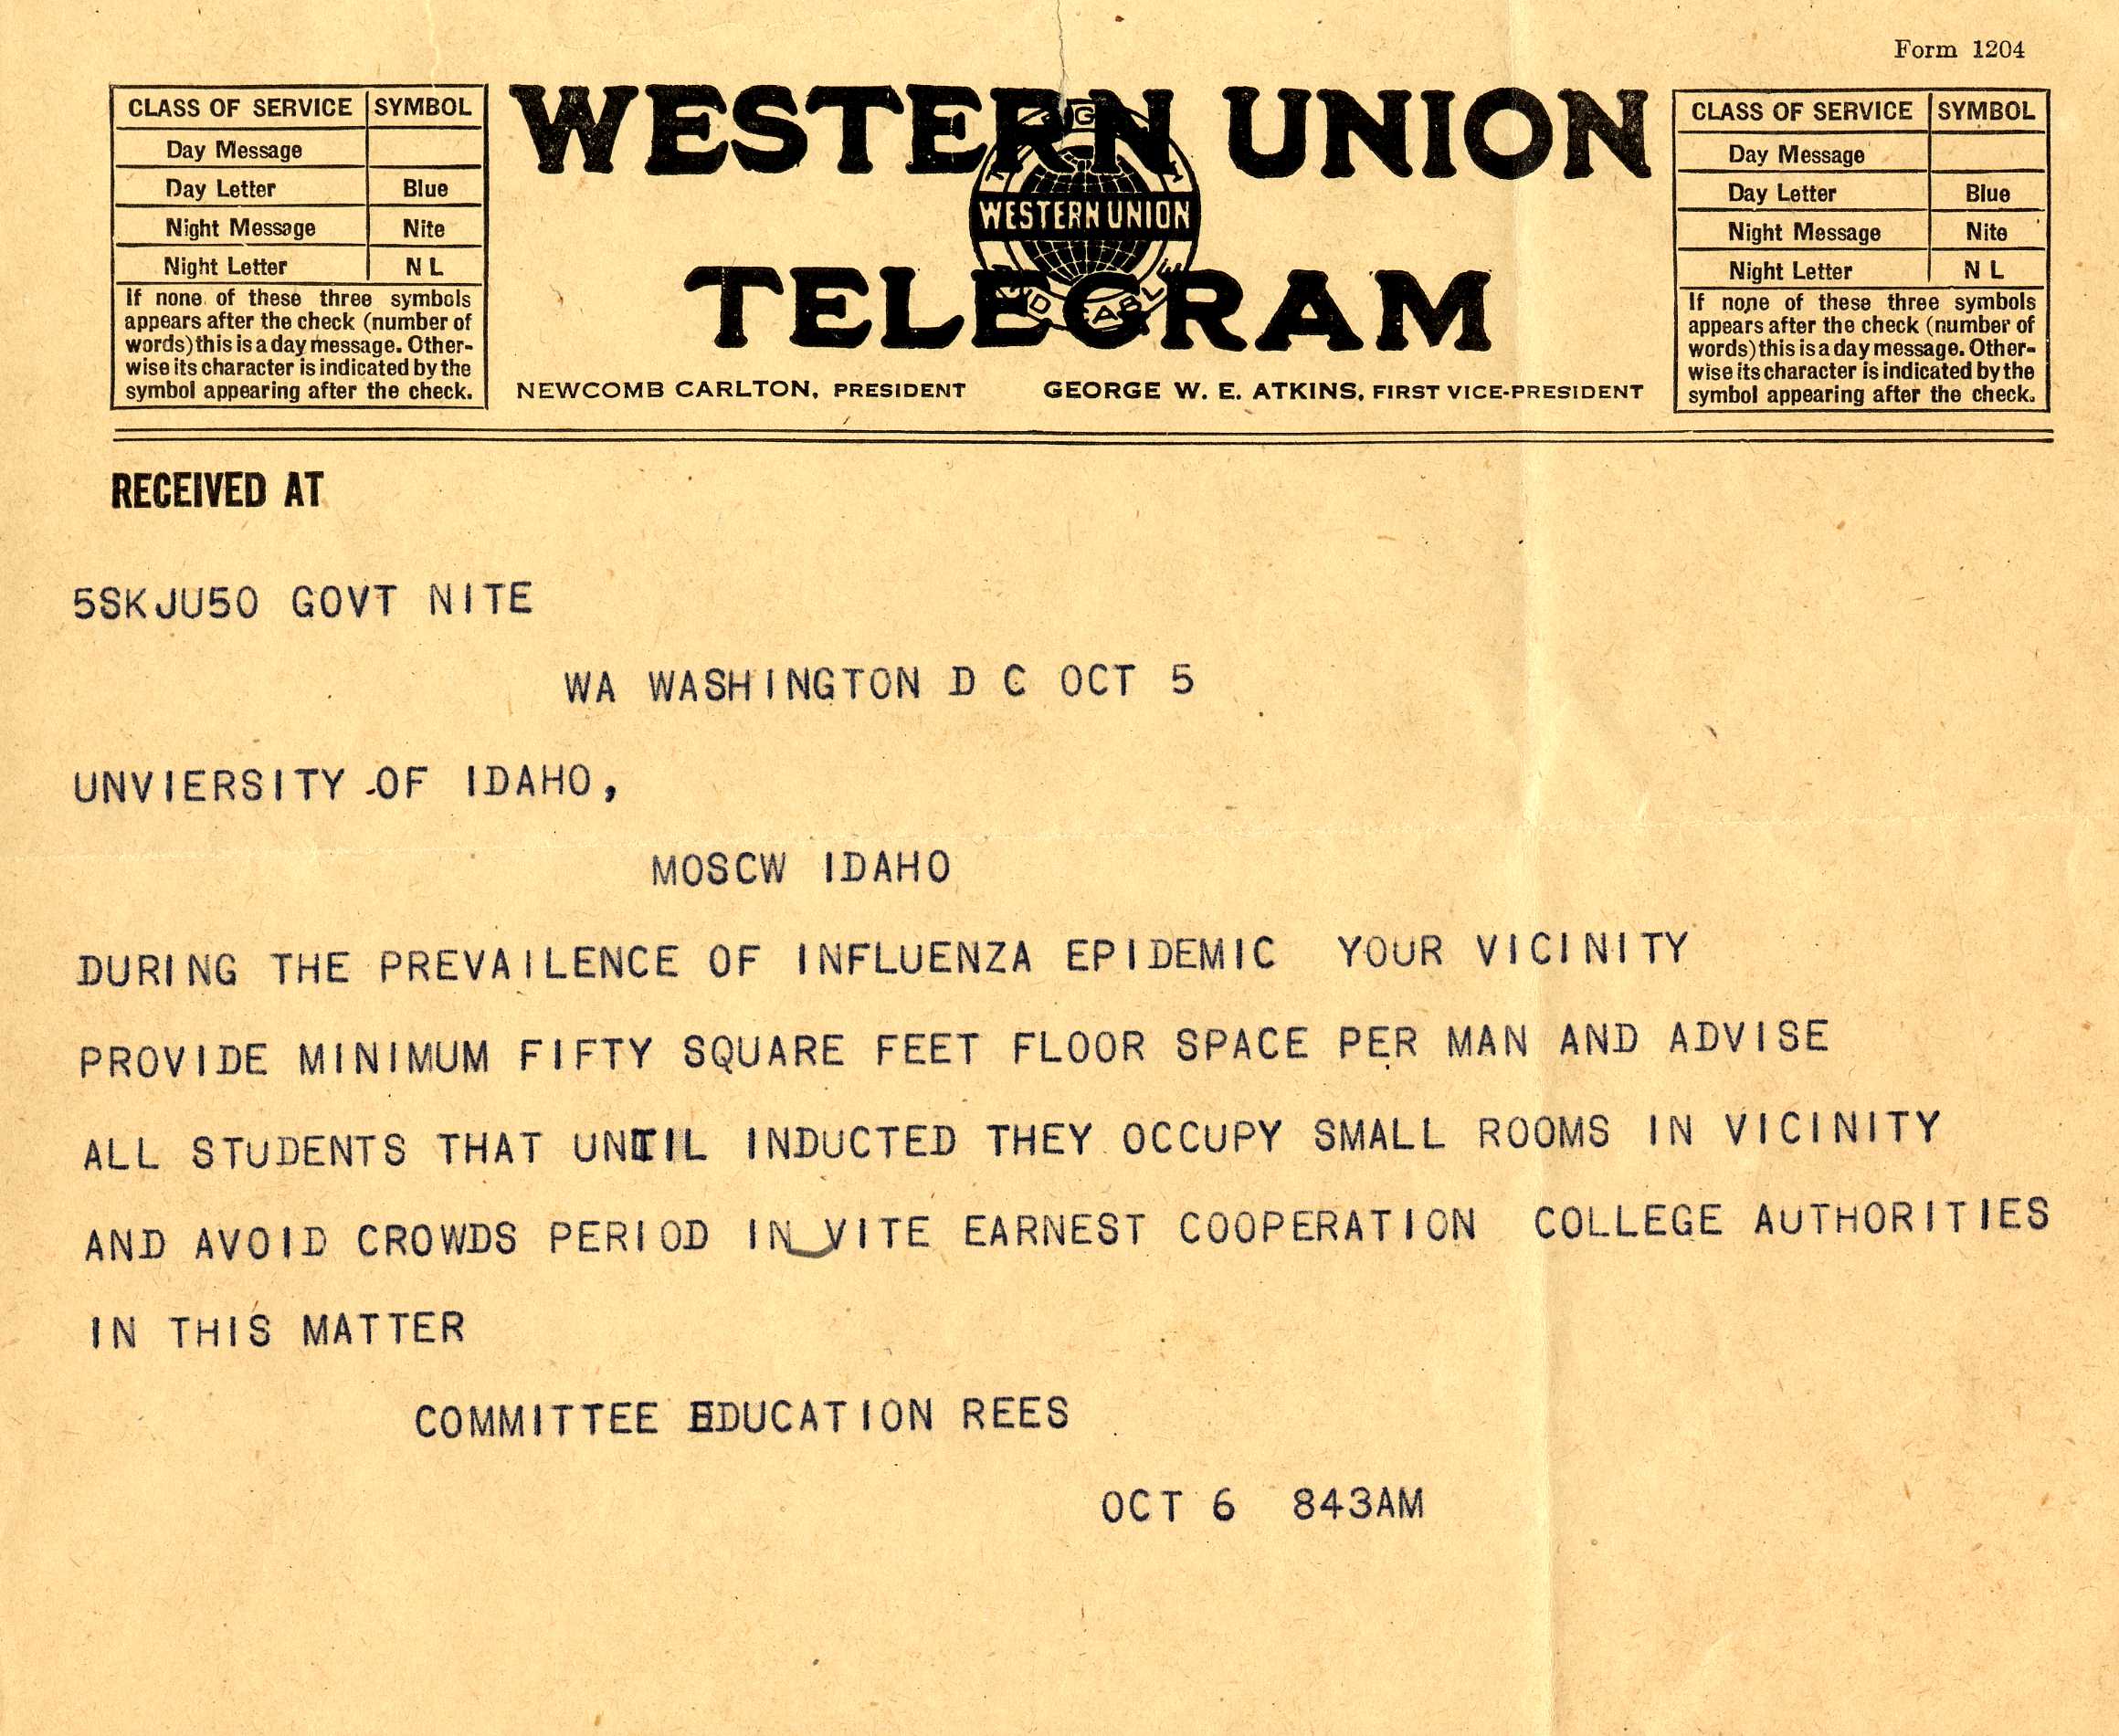 Form 1204
CLASS OF SERVICE SYMBOL
Day Message
Day Letter Blue
Night Message Nite
Night Letter N L
If none of these three symbols
appears after the check (number of
words) this is a day message. Other-
wise its character is indicated by the
symbol appearing after the check.
WESTERN UNION
WESTERN UNION
TELEGRAM
NEWCOMB CARLTON, PRESIDENT GEORGE W. E. ATKINS, FIRST VICE-PRESIDENT
CLASS OF SERVICE SYMBOL
Day Message
Day Letter Blue
Night Message Nite
Night Letter N L
If none of these three symbols
appears after the check (number of
words) this is a day message. Other-
wise its character is indicated by the
symbol appearing after the check.
RECEIVED AT
5SKJU50 GOVT NITE
WA WASHINGTON D C OCT 5
UNVIERSITY OF IDAHO,
MOSCW IDAHO
DURING THE PREVAILENCE OF INFLUENZA EPIDEMIC YOUR VICINITY
PROVIDE MINIMUM FIFTY SQUARE FEET FLOOR SPACE PER MAN AND ADVISE
ALL STUDENTS THAT UNTIL INDUCTED THEY OCCUPY SMALL ROOMS IN VICINITY
AND AVOID CROWDS PERIOD IN VITE EARNEST COOPERATION COLLEGE AUTHORITIES
IN THIS MATTER
COMMITTEE EDUCATION REES
OCT 6 843AM